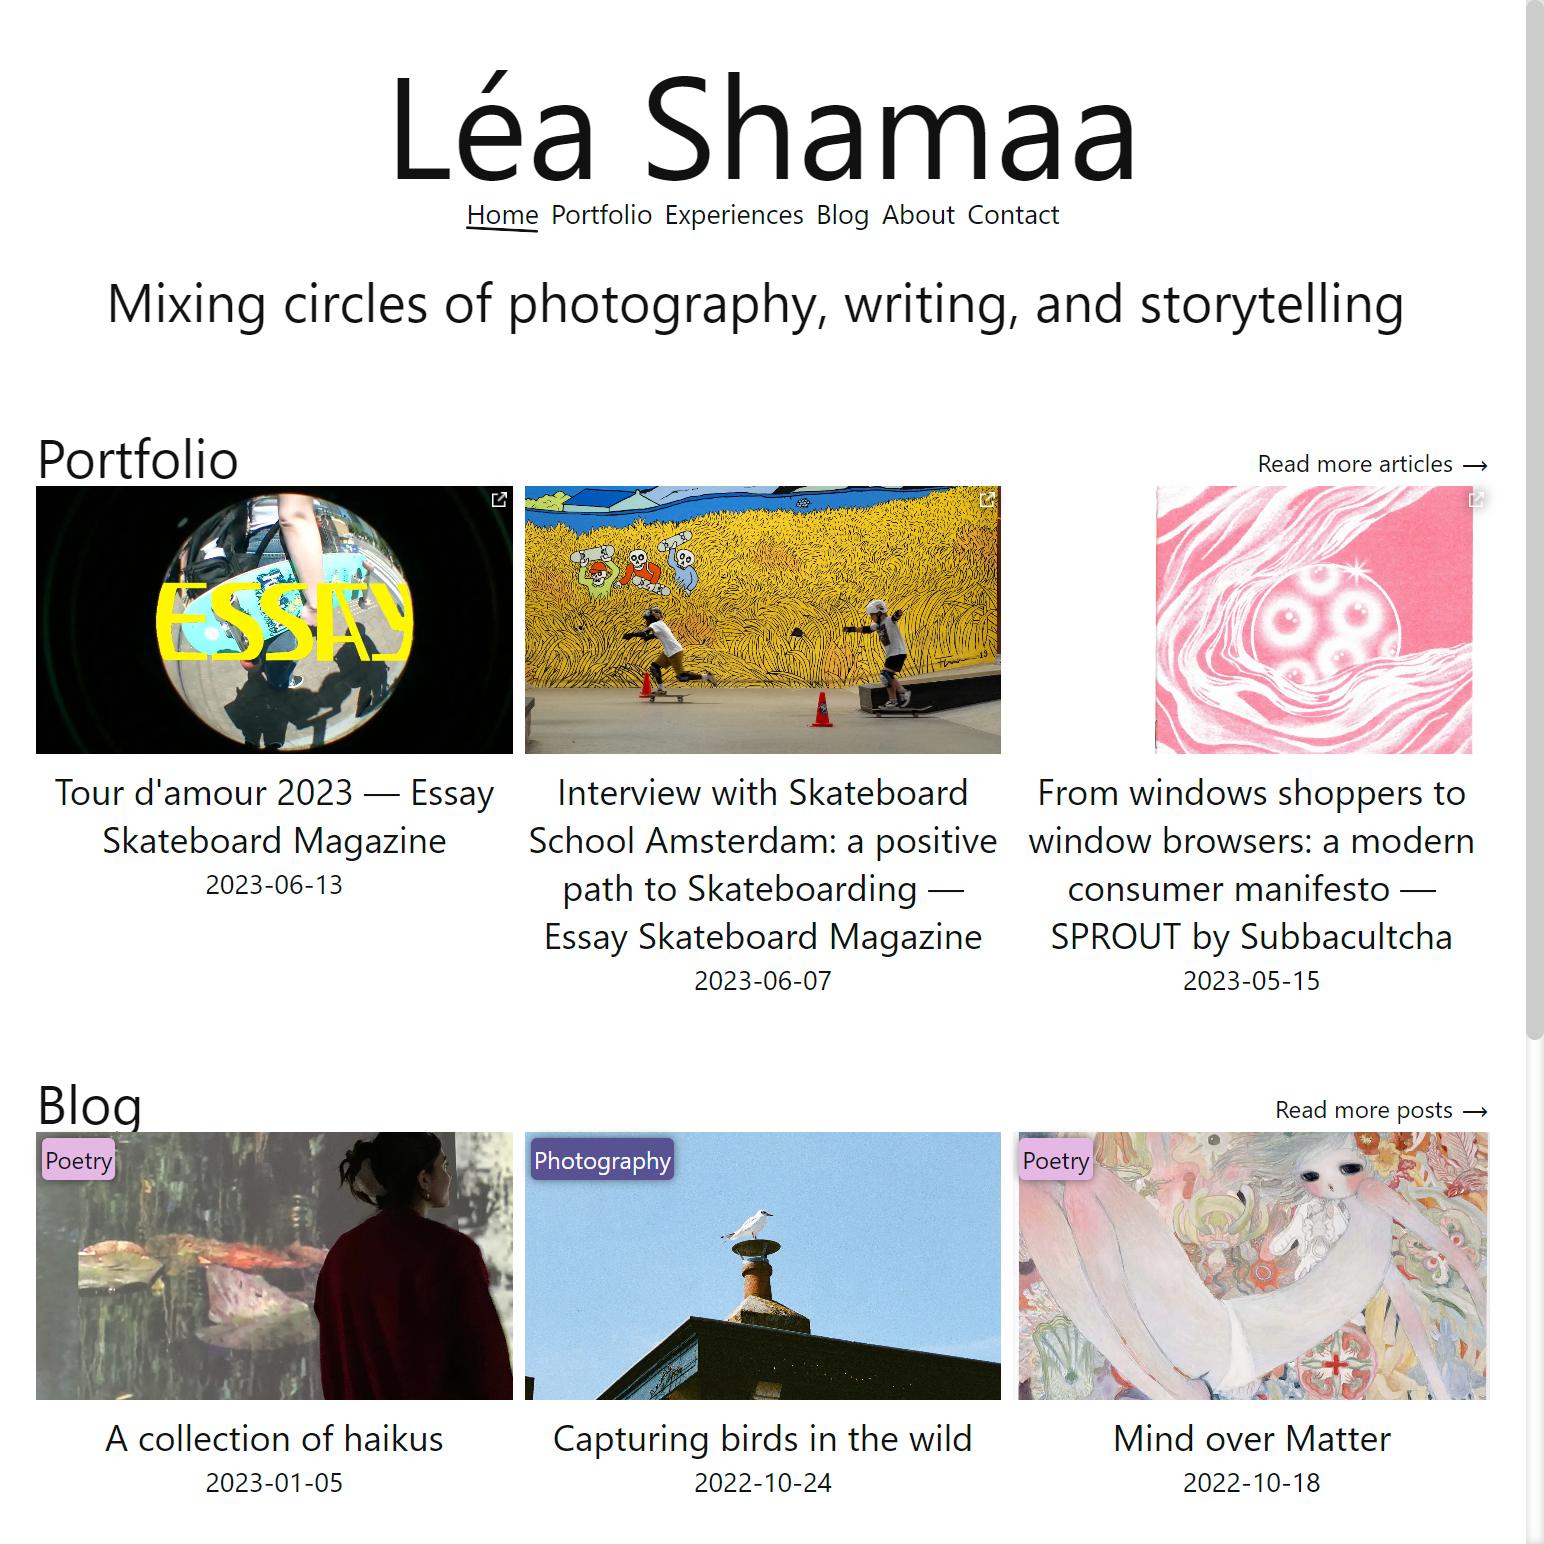 Léa Shamaa
Home Portfolio Experiences Blog About Contact
Mixing circles of photography, writing, and storytelling
Portfolio
Read more articles →
ESSAY
Tour d'amour 2023 — Essay
Skateboard Magazine
2023-06-13
Interview with Skateboard
School Amsterdam: a positive
path to Skateboarding —
Essay Skateboard Magazine
2023-06-07
From windows shoppers to
window browsers: a modern
consumer manifesto —
SPROUT by Subbacultcha
2023-05-15
Blog
Read more posts →
Poetry
A collection of haikus
2023-01-05
Photography
Capturing birds in the wild
2022-10-24
Poetry
Mind over Matter
2022-10-18